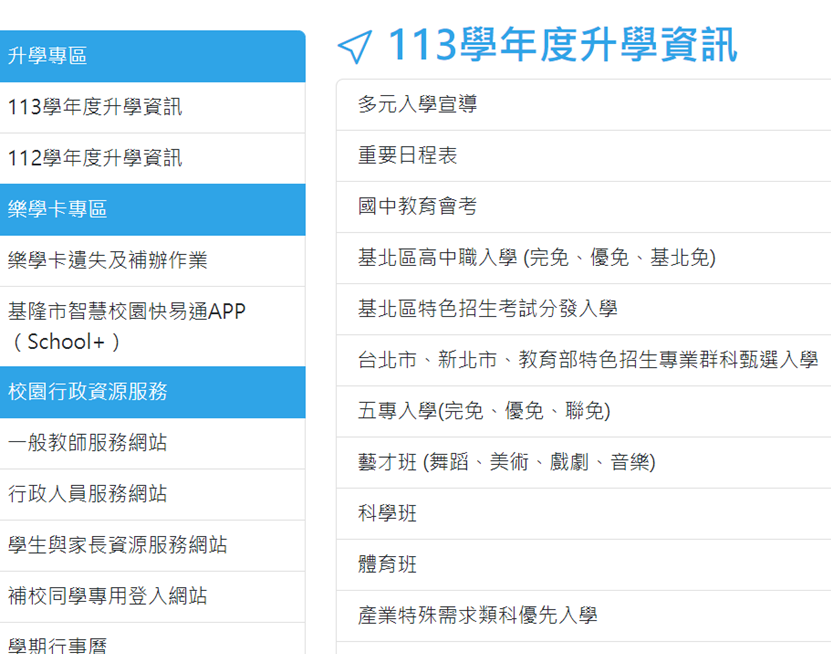 升學專區
113學年度升學資訊
112學年度升學資訊
樂學卡專區
樂學卡遺失及補辦作業
基隆市智慧校園快易通APP
（School+）
校園行政資源服務
一般教師服務網站
行政人員服務網站
學生與家長資源服務網站
補校同學專用登入網站
學期行事曆
113學年度升學資訊
多元入學宣導
重要日程表
國中教育會考
基北區高中職入學 (完免、優免、基北免)
基北區特色招生考試分發入學
台北市、新北市、教育部特色招生專業群科甄選入學
五專入學(完免、優免、聯免)
藝才班 (舞蹈、美術、戲劇、音樂)
科學班
體育班
產業特殊需求類科優先入學